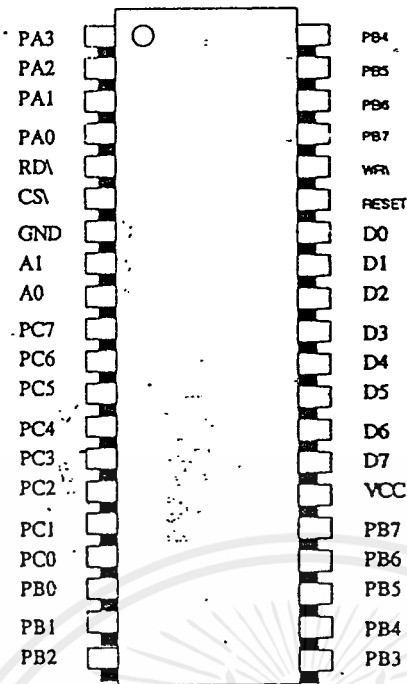 PA3 PB4
PA2 PB5
PA1 PB6
PA0 PB7
RD\ WR\
CS\ RESET
GND D0
A1 D1
A0 D2
PC7 D3
PC6 D4
PC5 D5
PC4 D6
PC3 D7
PC2 VCC
PC1 PB7
PC0 PB6
PB0 PB5
PB1 PB4
PB2 PB3